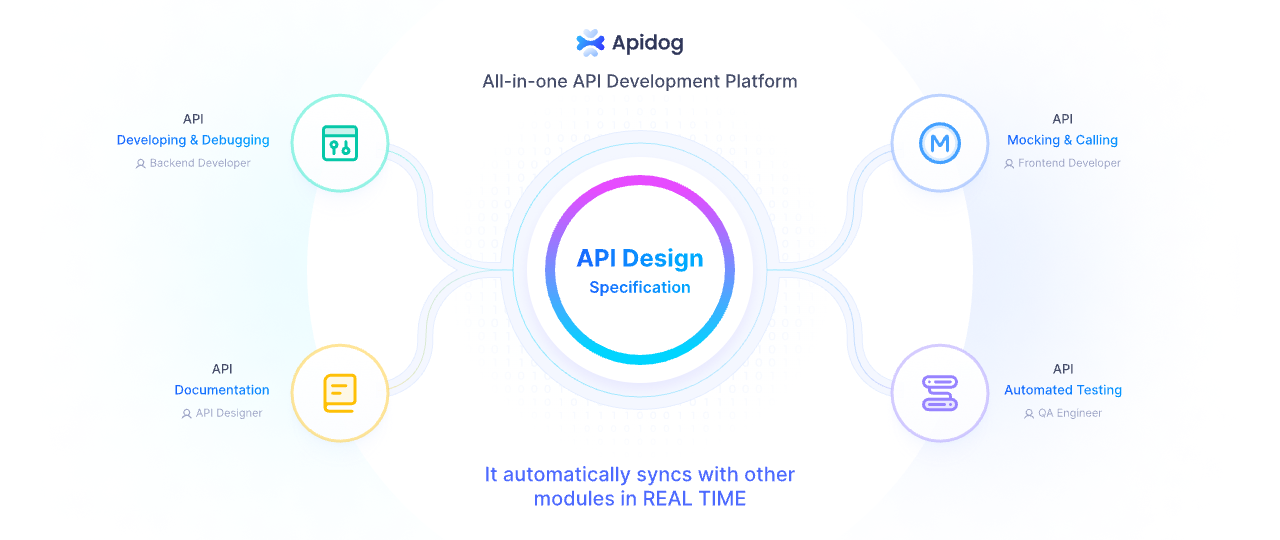 Apidog
All-in-one API Development Platform
API
Developing & Debugging
Backend Developer
API
Mocking & Calling
Frontend Developer
M
API Design
Specification
API
Documentation
API Designer
API
Automated Testing
QA Engineer
It automatically syncs with other
modules in REAL TIME